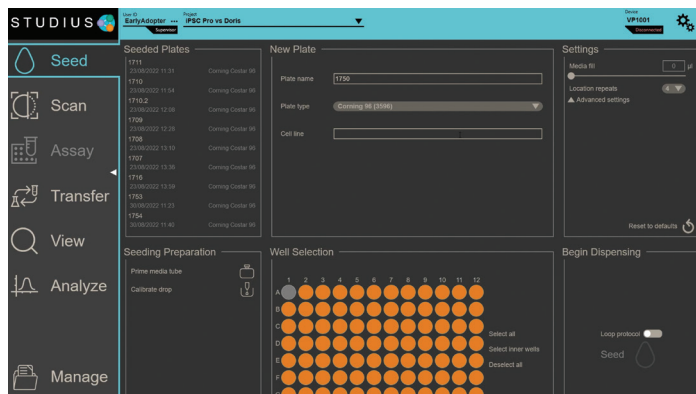 STUDIUS
User ID
EarlyAdopter ...
Supervisor
Project
iPSC Pro vs Doris
Device
VP1001
Disconnected
Seed
Scan
Assay
Transfer
View
Analyze
Manage
Seeded Plates
1711
23/08/2022 11:31 Corning Costar 96
1710
23/08/2022 11:54 Corning Costar 96
1710.2
23/08/2022 12:09 Corning Costar 96
1709
23/08/2022 12:28 Corning Costar 96
1708
23/08/2022 13:10 Corning Costar 96
1707
23/08/2022 13:36 Corning Costar 96
1716
23/08/2022 13:59 Corning Costar 96
1753
30/08/2022 11:23 Corning Costar 96
1754
30/08/2022 11:40 Corning Costar 96
New Plate
Plate name 1750
Plate type Corning 96 (3596)
Cell line
Settings
Media fill 0 µl
Location repeats 4
Advanced settings
Reset to defaults
Seeding Preparation
Prime media tube
Calibrate drop
Well Selection
1 2 3 4 5 6 7 8 9 10 11 12
A
B
C
D
E
F
Select all
Select inner wells
Deselect all
Begin Dispensing
Loop protocol
Seed